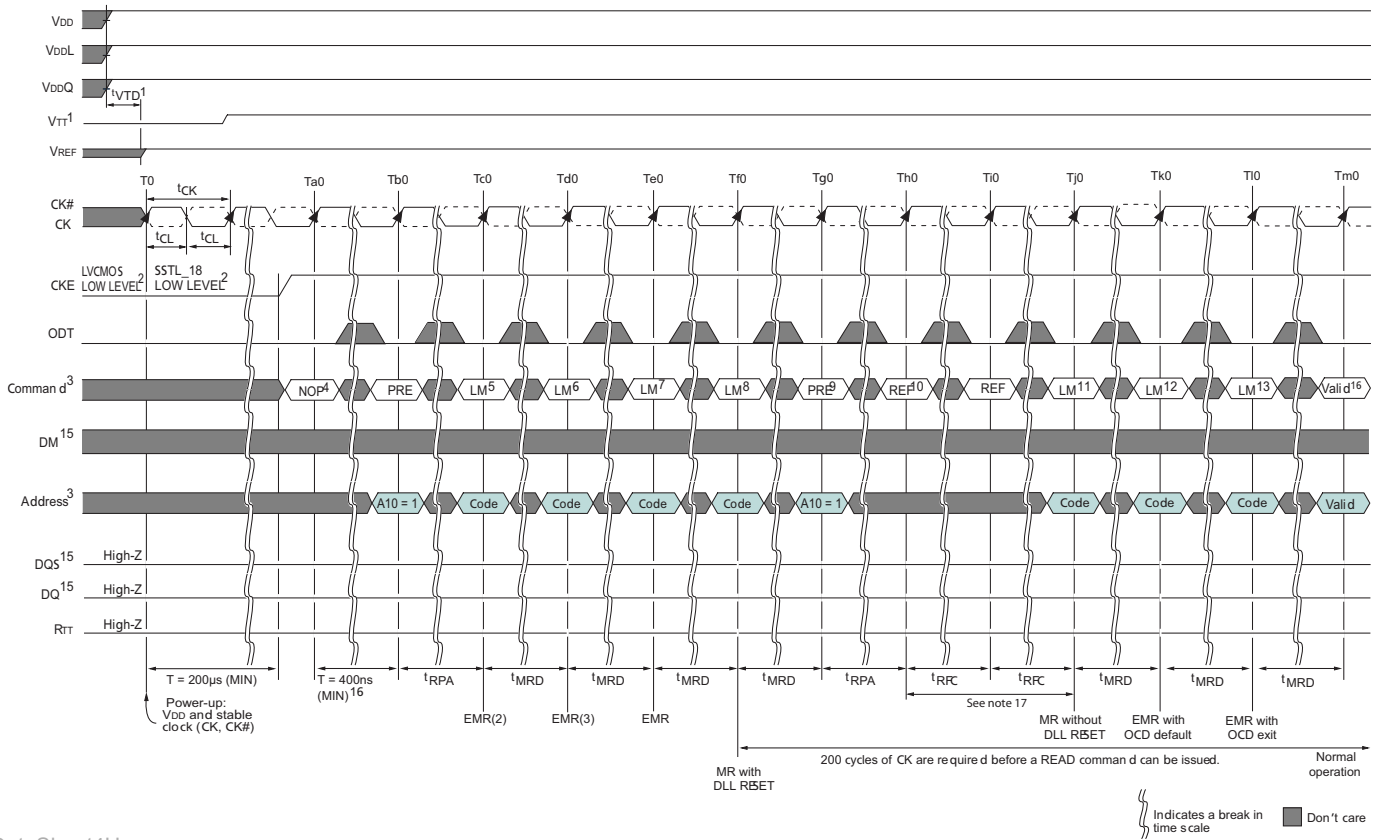 VDD
VDDL
VDDQ
tVTD1
VTT1
VREF
T0 Ta0 Tb0 Tc0 Td0 Te0 Tf0 Tg0 Th0 Ti0 Tj0 Tk0 Tl0 Tm0
tCK
CK#
CK
tCL tCL
LVCMOS SSTL_18
CKE LOW LEVEL2 LOW LEVEL2
ODT
Command3 NOP4 PRE LM5 LM6 LM7 LM8 PRE9 REF10 REF LM11 LM12 LM13 Valid16
DM15
Address3 A10 = 1 Code Code Code Code A10 = 1 Code Code Code Valid
DQS15 High-Z
DQ15 High-Z
RTT High-Z
T = 200µs (MIN) T = 400ns (MIN)16 tRPA tMRD tMRD tMRD tMRD tRPA tRFC tRFC tMRD tMRD tMRD
See note 17
Power-up:
VDD and stable
clock (CK, CK#)
EMR(2) EMR(3) EMR
MR without
DLL RESET
EMR with
OCD default
EMR with
OCD exit
200 cycles of CK are required before a READ command can be issued.
Normal
operation
MR with
DLL RESET
Indicates a break in
time scale
Don't care